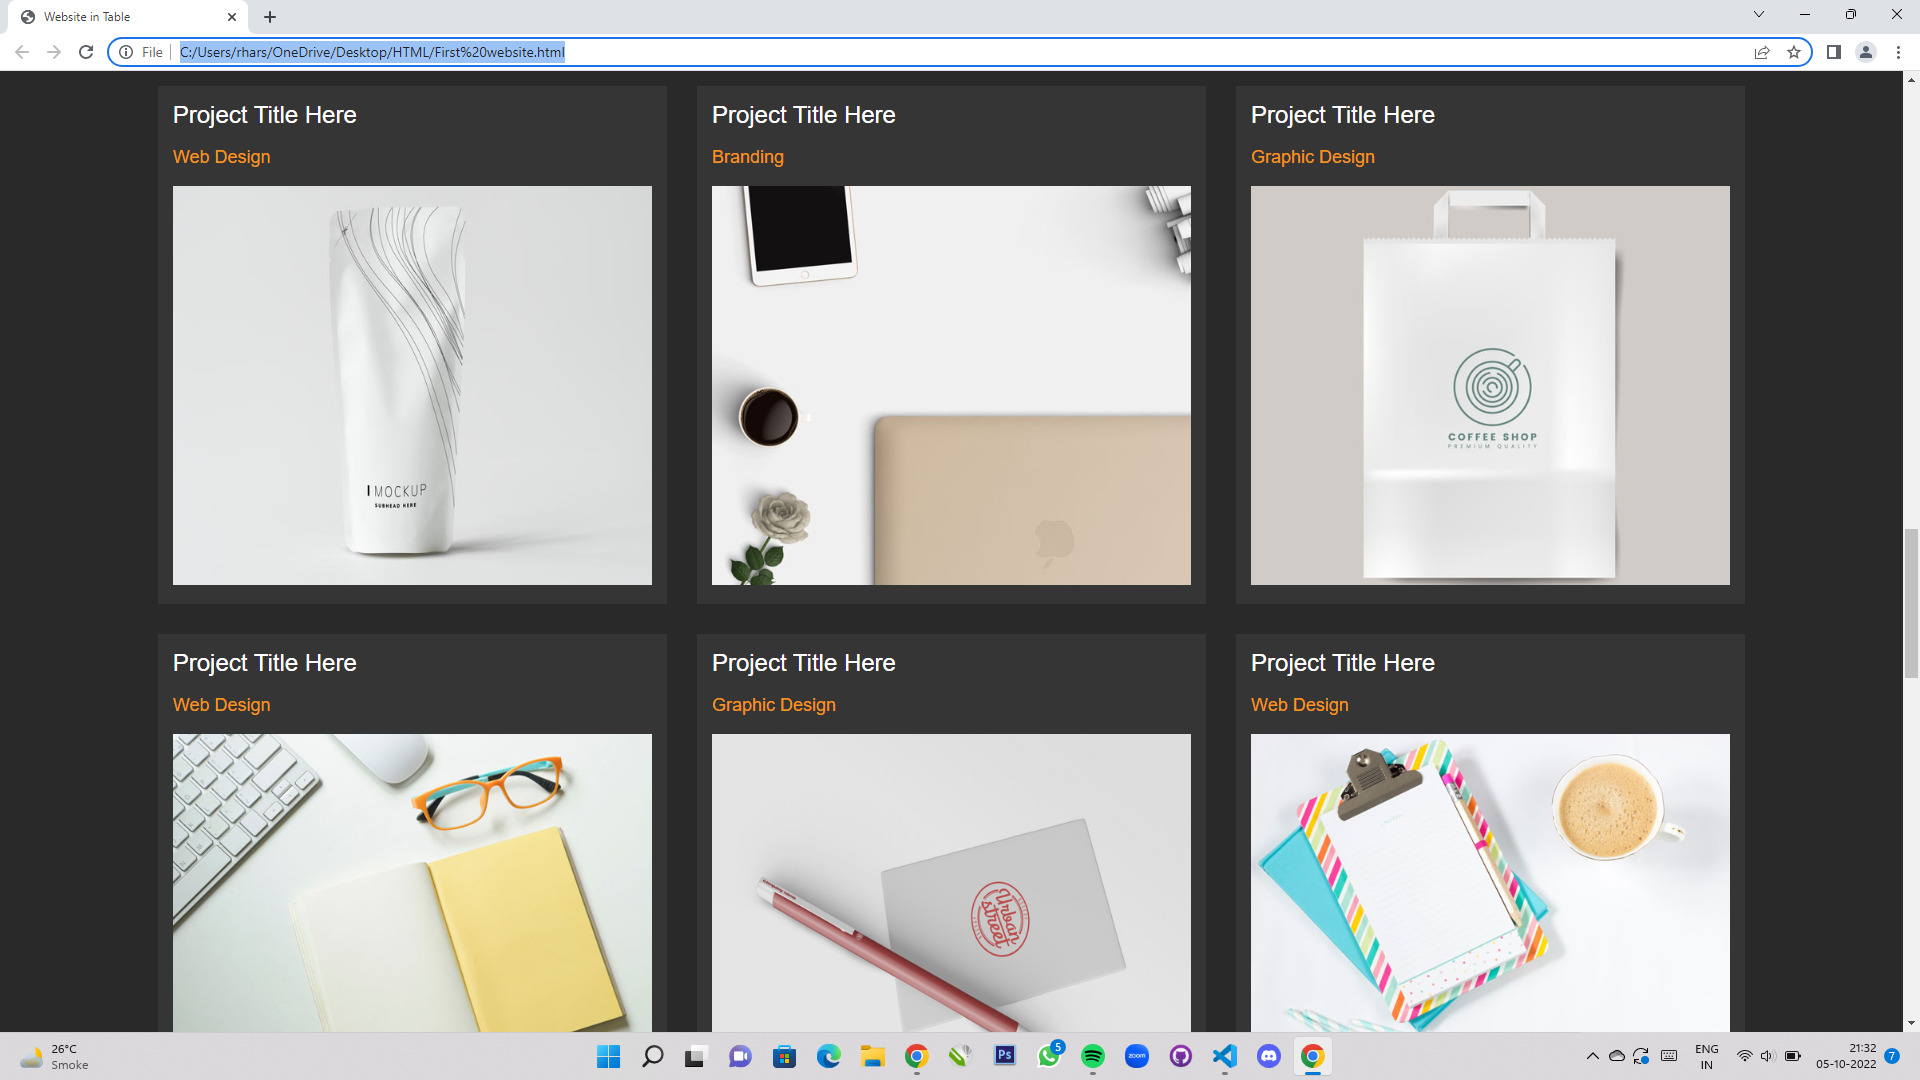 Website in Table
File
C:/Users/rhars/OneDrive/Desktop/HTML/First%20website.html
Project Title Here
Project Title Here
Project Title Here
Web Design
Branding
Graphic Design
MOCKUP
SUBHEAD HERE
COFFEE SHOP
PREMIUM QUALITY
Project Title Here
Project Title Here
Project Title Here
Web Design
Graphic Design
Web Design
Urban
street
26°C
Smoke
Ps
5
zoom
ENG
IN
21:32
05-10-2022
7